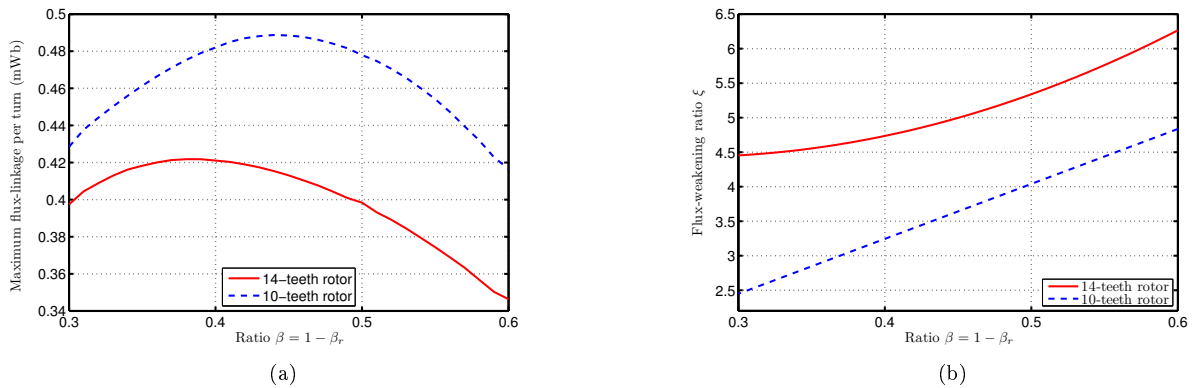 0.5
0.48
0.46
0.44
0.42
0.4
0.38
0.36
0.34
0.3
0.4
0.5
0.6
Maximum flux-linkage per turn (mWb)
Ratio β = 1 − βr
14−teeth rotor
10−teeth rotor
(a)
6.5
6
5.5
5
4.5
4
3.5
3
2.5
0.3
0.4
0.5
0.6
Flux-weakening ratio ξ
Ratio β = 1 − βr
14-teeth rotor
10-teeth rotor
(b)